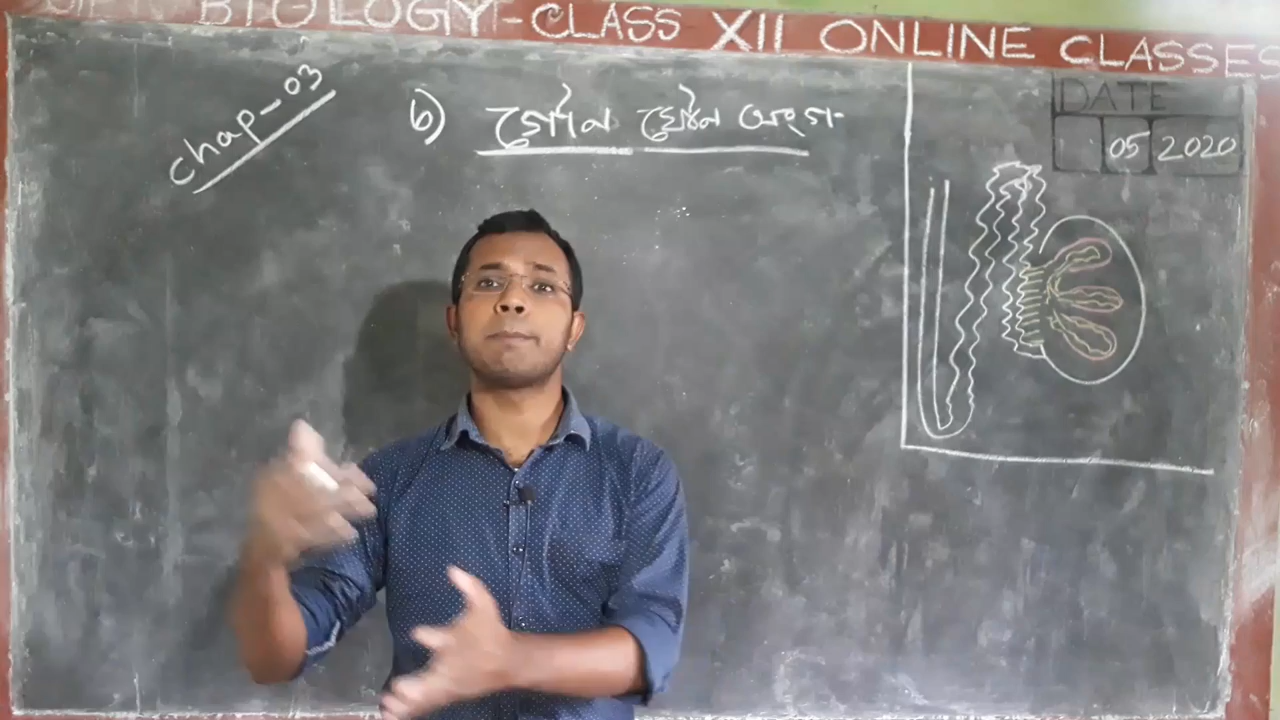 BIOLOGY-CLASS XII ONLINE CLASSES
chap-03
b) গৌন যৌন অংগ-
DATE
05 2020